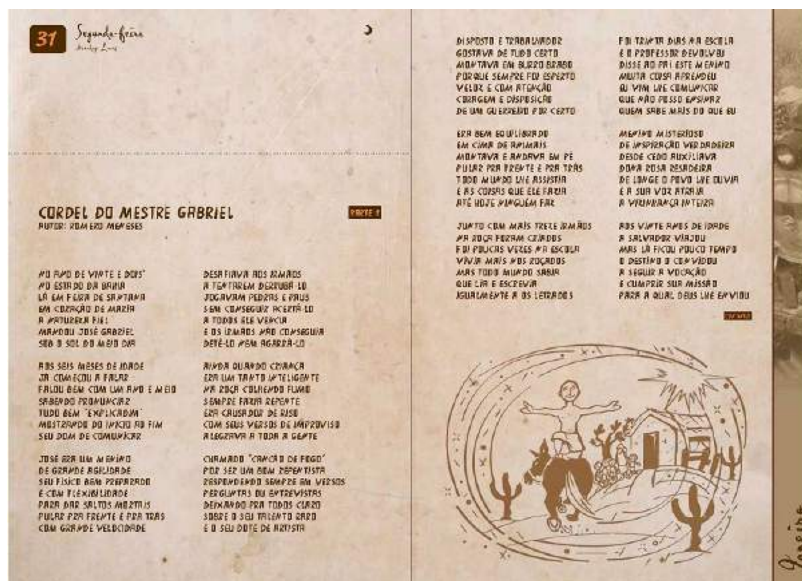 31
Segunda-feira
CORDEL DO MESTRE GABRIEL
PARTE 1
AUTOR: ROMERO MENESES
NO ANO DE VINTE E DOIS
NO ESTADO DA BAHIA
LÁ EM FEIRA DE SANTANA
EM CORAÇÃO DE MARIA
A NATUREZA FIEL
MANDOU JOSÉ GABRIEL
SOB O SOL DO MEIO DIA
AOS SEIS MESES DE IDADE
JÁ COMEÇOU A FALAR
FALOU BEM COM UM ANO E MEIO
SABENDO PRONUNCIAR
TUDO BEM "EXPLICADIM"
MOSTRANDO DO INICIO AO FIM
SEU DOM DE COMUNICAR
JOSÉ ERA UM MENINO
DE GRANDE AGILIDADE
SEU FÍSICO BEM PREPARADO
E COM FLEXIBILIDADE
PARA DAR SALTOS MORTAIS
PULAR PRA FRENTE E PRA TRÁS
COM GRANDE VELOCIDADE
DESAFIAVA AOS IRMÃOS
A TENTAREM DERRUBÁ-LO
JOGAVAM PEDRAS E PAUS
SEM CONSEGUIR ACERTÁ-LO
A TODOS ELE VENCIA
E OS IRMÃOS NÃO CONSEGUIA
DETÊ-LO NEM AGARRÁ-LO
AINDA QUANDO CRIANÇA
ERA UM TANTO INTELIGENTE
NA ROÇA COLHENDO FUMO
SEMPRE FAZIA REPENTE
ERA CAUSADOR DE RISO
COM SEUS VERSOS DE IMPROVISO
ALEGRAVA A TODA A GENTE
CHAMADO "CANCÃO DE FOGO"
POR SER UM BOM REPENTISTA
RESPONDENDO SEMPRE EM VERSOS
PERGUNTAS OU ENTREVISTAS
DEIXANDO PRA TODOS CLARO
SOBRE O SEU TALENTO RARO
E O SEU DOTE DE ARTISTA
DISPOSTO E TRABALHADOR
GOSTAVA DE TUDO CERTO
MONTAVA EM BURRO BRABO
PORQUE SEMPRE FOI ESPERTO
VELOZ E COM ATENÇÃO
CORAGEM E DISPOSIÇÃO
DE UM GUERREIRO POR CERTO
ERA BEM EQUILIBRADO
EM CIMA DE ANIMAIS
MONTAVA E ANDAVA EM PÉ
PULAR PRA FRENTE E PRA TRÁS
TODO MUNDO LHE ASSISTIA
E AS COISAS QUE ELE FAZIA
ATÉ HOJE NINGUÉM FAZ
JUNTO COM MAIS TREZE IRMÃOS
NA ROÇA FORAM CRIADOS
FOI POUCAS VEZES NA ESCOLA
VIVIA MAIS NOS ROÇADOS
MAS TODO MUNDO SABIA
QUE LIA E ESCREVIA
IGUALMENTE A OS LETRADOS
FOI TRINTA DIAS NA ESCOLA
E O PROFESSOR DEVOLVEU
DISSE AO PAI ESTE MENINO
MUITA COISA APRENDEU
EU VIM LHE COMUNICAR
QUE NÃO POSSO ENSINAR
QUEM SABE MAIS DO QUE EU
MENINO MISTERIOSO
DE INSPIRAÇÃO VERDADEIRA
DESDE CEDO AUXILIAVA
DONA ROSA REZADEIRA
DE LONGE O POVO LHE OUVIA
E A SUA VOZ ATRAIA
A VIZINHANÇA INTEIRA
AOS VINTE ANOS DE IDADE
A SALVADOR VIAJOU
MAS LÁ FICOU POUCO TEMPO
O DESTINO O CONVIDOU
A SEGUIR A VOCAÇÃO
E CUMPRIR SUA MISSÃO
PARA A QUAL DEUS LHE ENVIOU